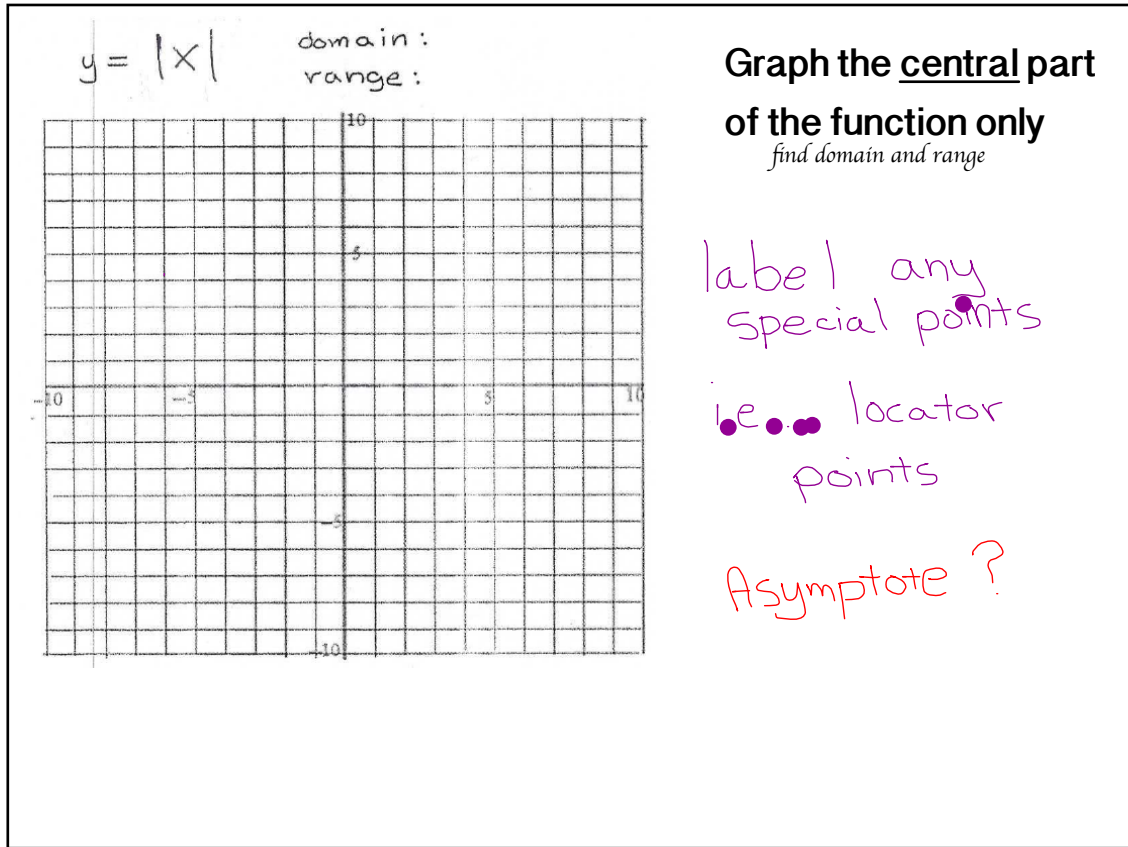 y = |x|
domain:
range:
Graph the central part
of the function only
find domain and range
label any
special points
i.e... locator
points
Asymptote ?
10
5
-10
-5
5
10
-5
-10